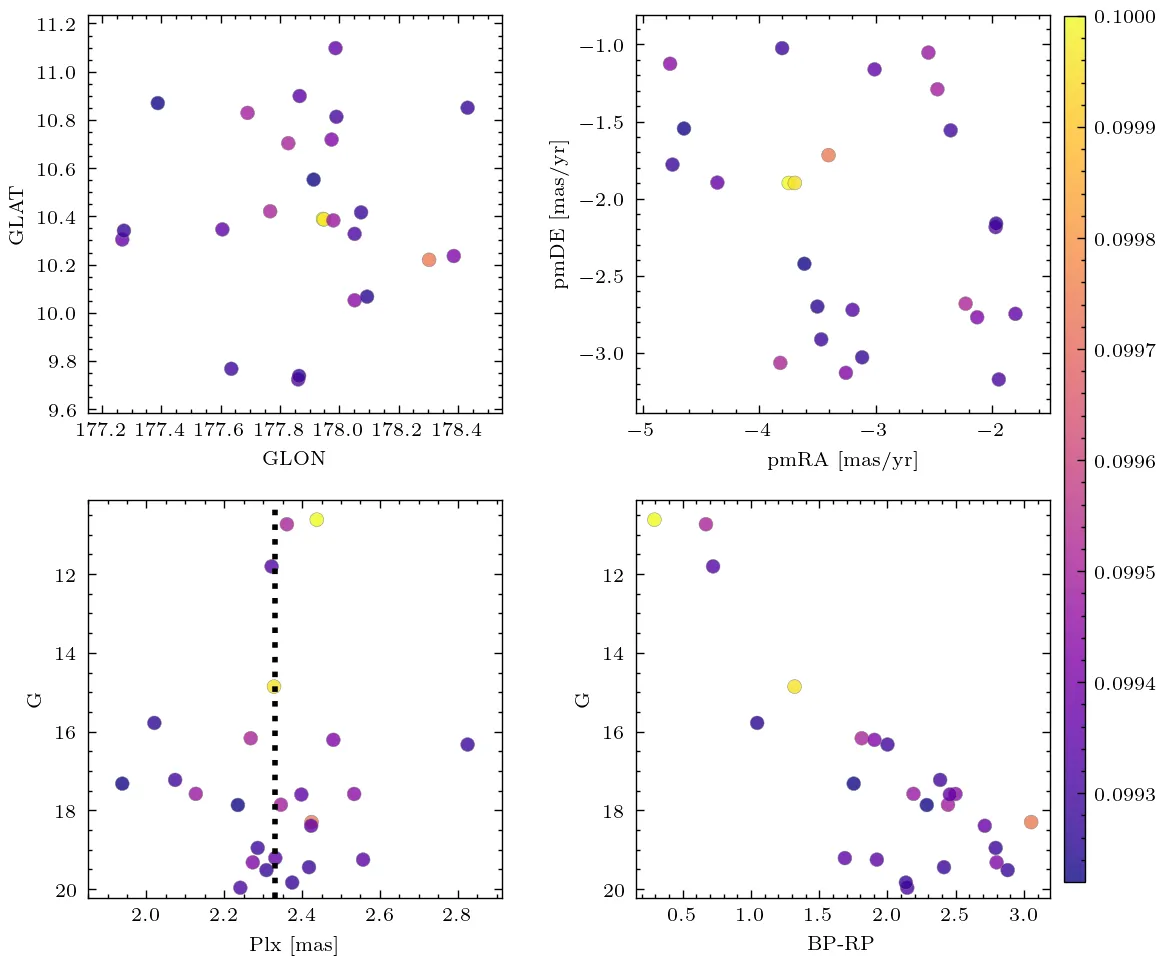 11.2
11.0
10.8
10.6
10.4
10.2
10.0
9.8
9.6
GLAT
177.2 177.4 177.6 177.8 178.0 178.2 178.4
GLON
−1.0
−1.5
−2.0
−2.5
−3.0
pmDE [mas/yr]
−5 −4 −3 −2
pmRA [mas/yr]
0.1000
0.0999
0.0998
0.0997
0.0996
0.0995
0.0994
0.0993
12
14
16
18
20
G
2.0 2.2 2.4 2.6 2.8
Plx [mas]
12
14
16
18
20
G
0.5 1.0 1.5 2.0 2.5 3.0
BP-RP